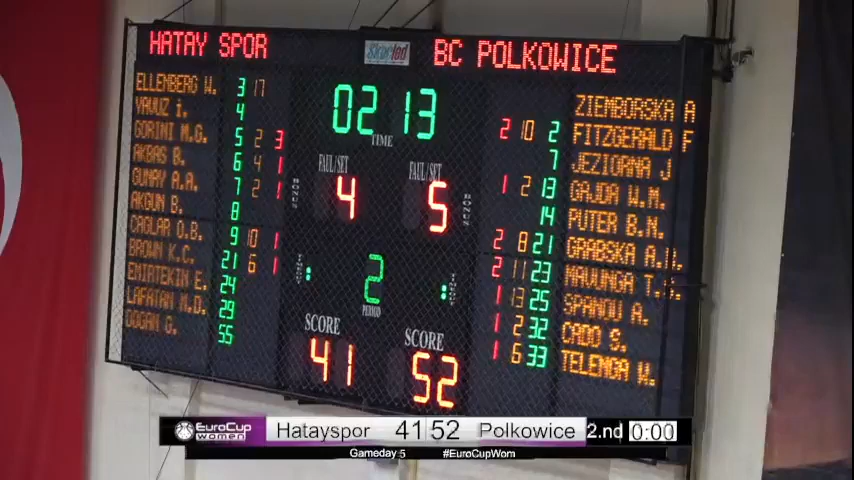 HATAY SPOR
skorled
BC POLKOWICE
ELLENBERG W. 3 17
YAVUZ i. 4
GORINI M.G. 5 2 3
AKBAS B. 6 4 1
GUNAY A.A. 7 2 1
AKGUN B. 8
CAGLAR O.B. 9 10 1
BROWN K.C. 21 6 1
EMIRTEKIN E. 24
LAFATAN M.D. 29
DOGAN G. 55
02 13
TIME
FAUL/SET FAUL/SET
4 5
BONUS BONUS
2
PERIOD
SCORE SCORE
41 52
ZIEMBORSKA A
2 10 2 FITZGERALD F
7 JEZIORNA J
1 2 13 GAJDA W.M.
14 PUTER B.N.
2 8 21 GRABSKA A.
2 11 23 MAVUNGA T.
1 13 25 SPANOU A.
1 2 32 CADO S.
1 6 33 TELENGA W.
EuroCup women Hatayspor 41 52 Polkowice 2.nd 0:00
Gameday 5 #EuroCupWom